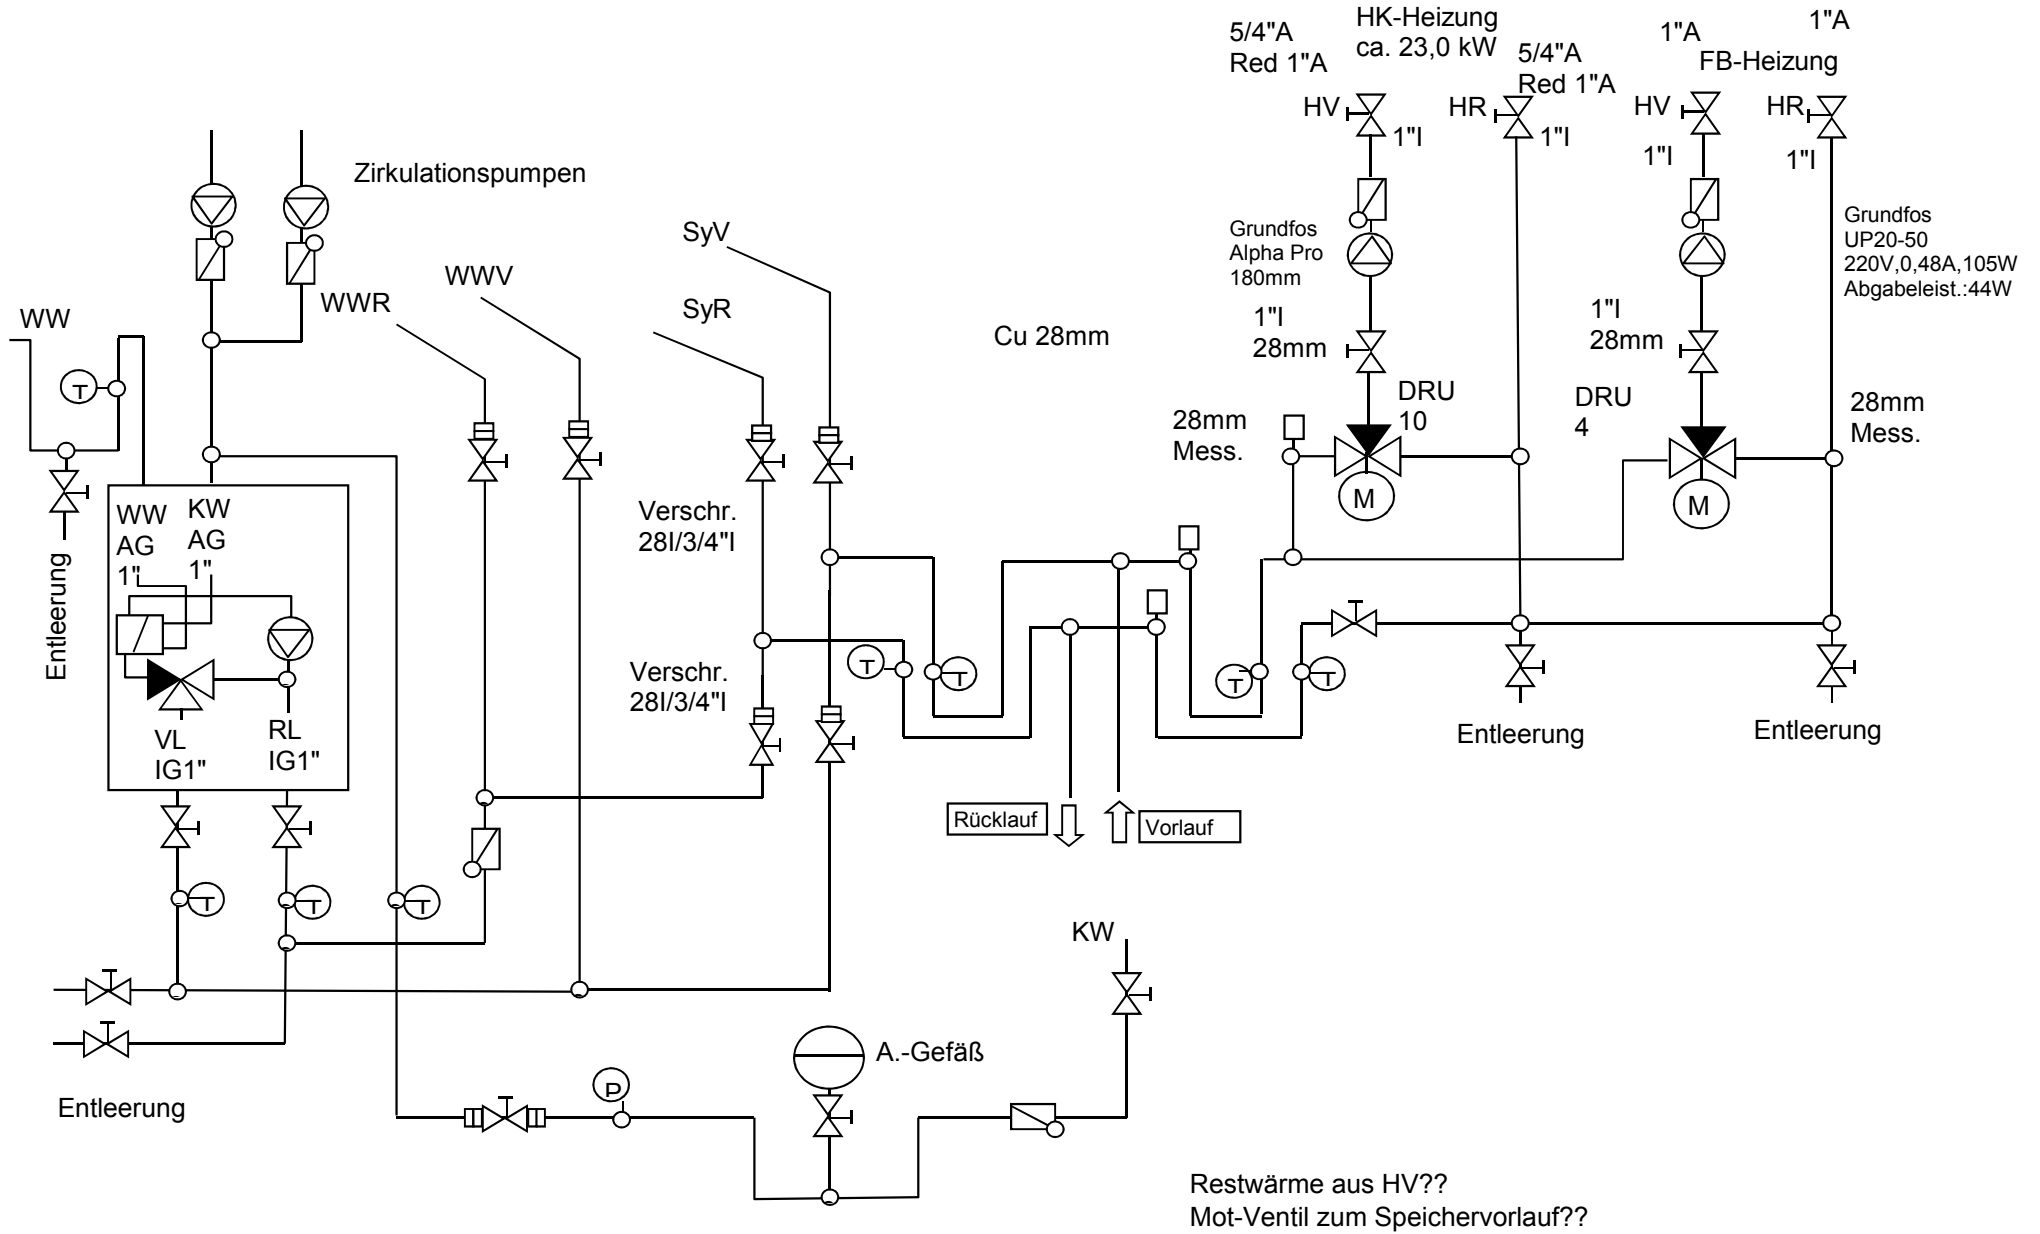 5/4"A
Red 1"A
HK-Heizung
ca. 23,0 kW
5/4"A
Red 1"A
1"A
1"A
FB-Heizung
HV
1"I
HR
1"I
HV
1"I
HR
1"I
Zirkulationspumpen
Grundfos
Alpha Pro
180mm
Grundfos
UP20-50
220V,0,48A,105W
Abgabeleist.:44W
SyV
WWV
WWR
SyR
WW
T
Cu 28mm
1"I
28mm
1"I
28mm
DRU
10
DRU
4
28mm
Mess.
28mm
Mess.
M
M
WW
AG
1"
KW
AG
1"
Entleerung
Verschr.
28I/3/4"I
Verschr.
28I/3/4"I
T
T
T
T
VL
IG1"
RL
IG1"
Entleerung
Entleerung
Rücklauf
Vorlauf
T
T
T
KW
A.-Gefäß
P
Entleerung
Restwärme aus HV??
Mot-Ventil zum Speichervorlauf??